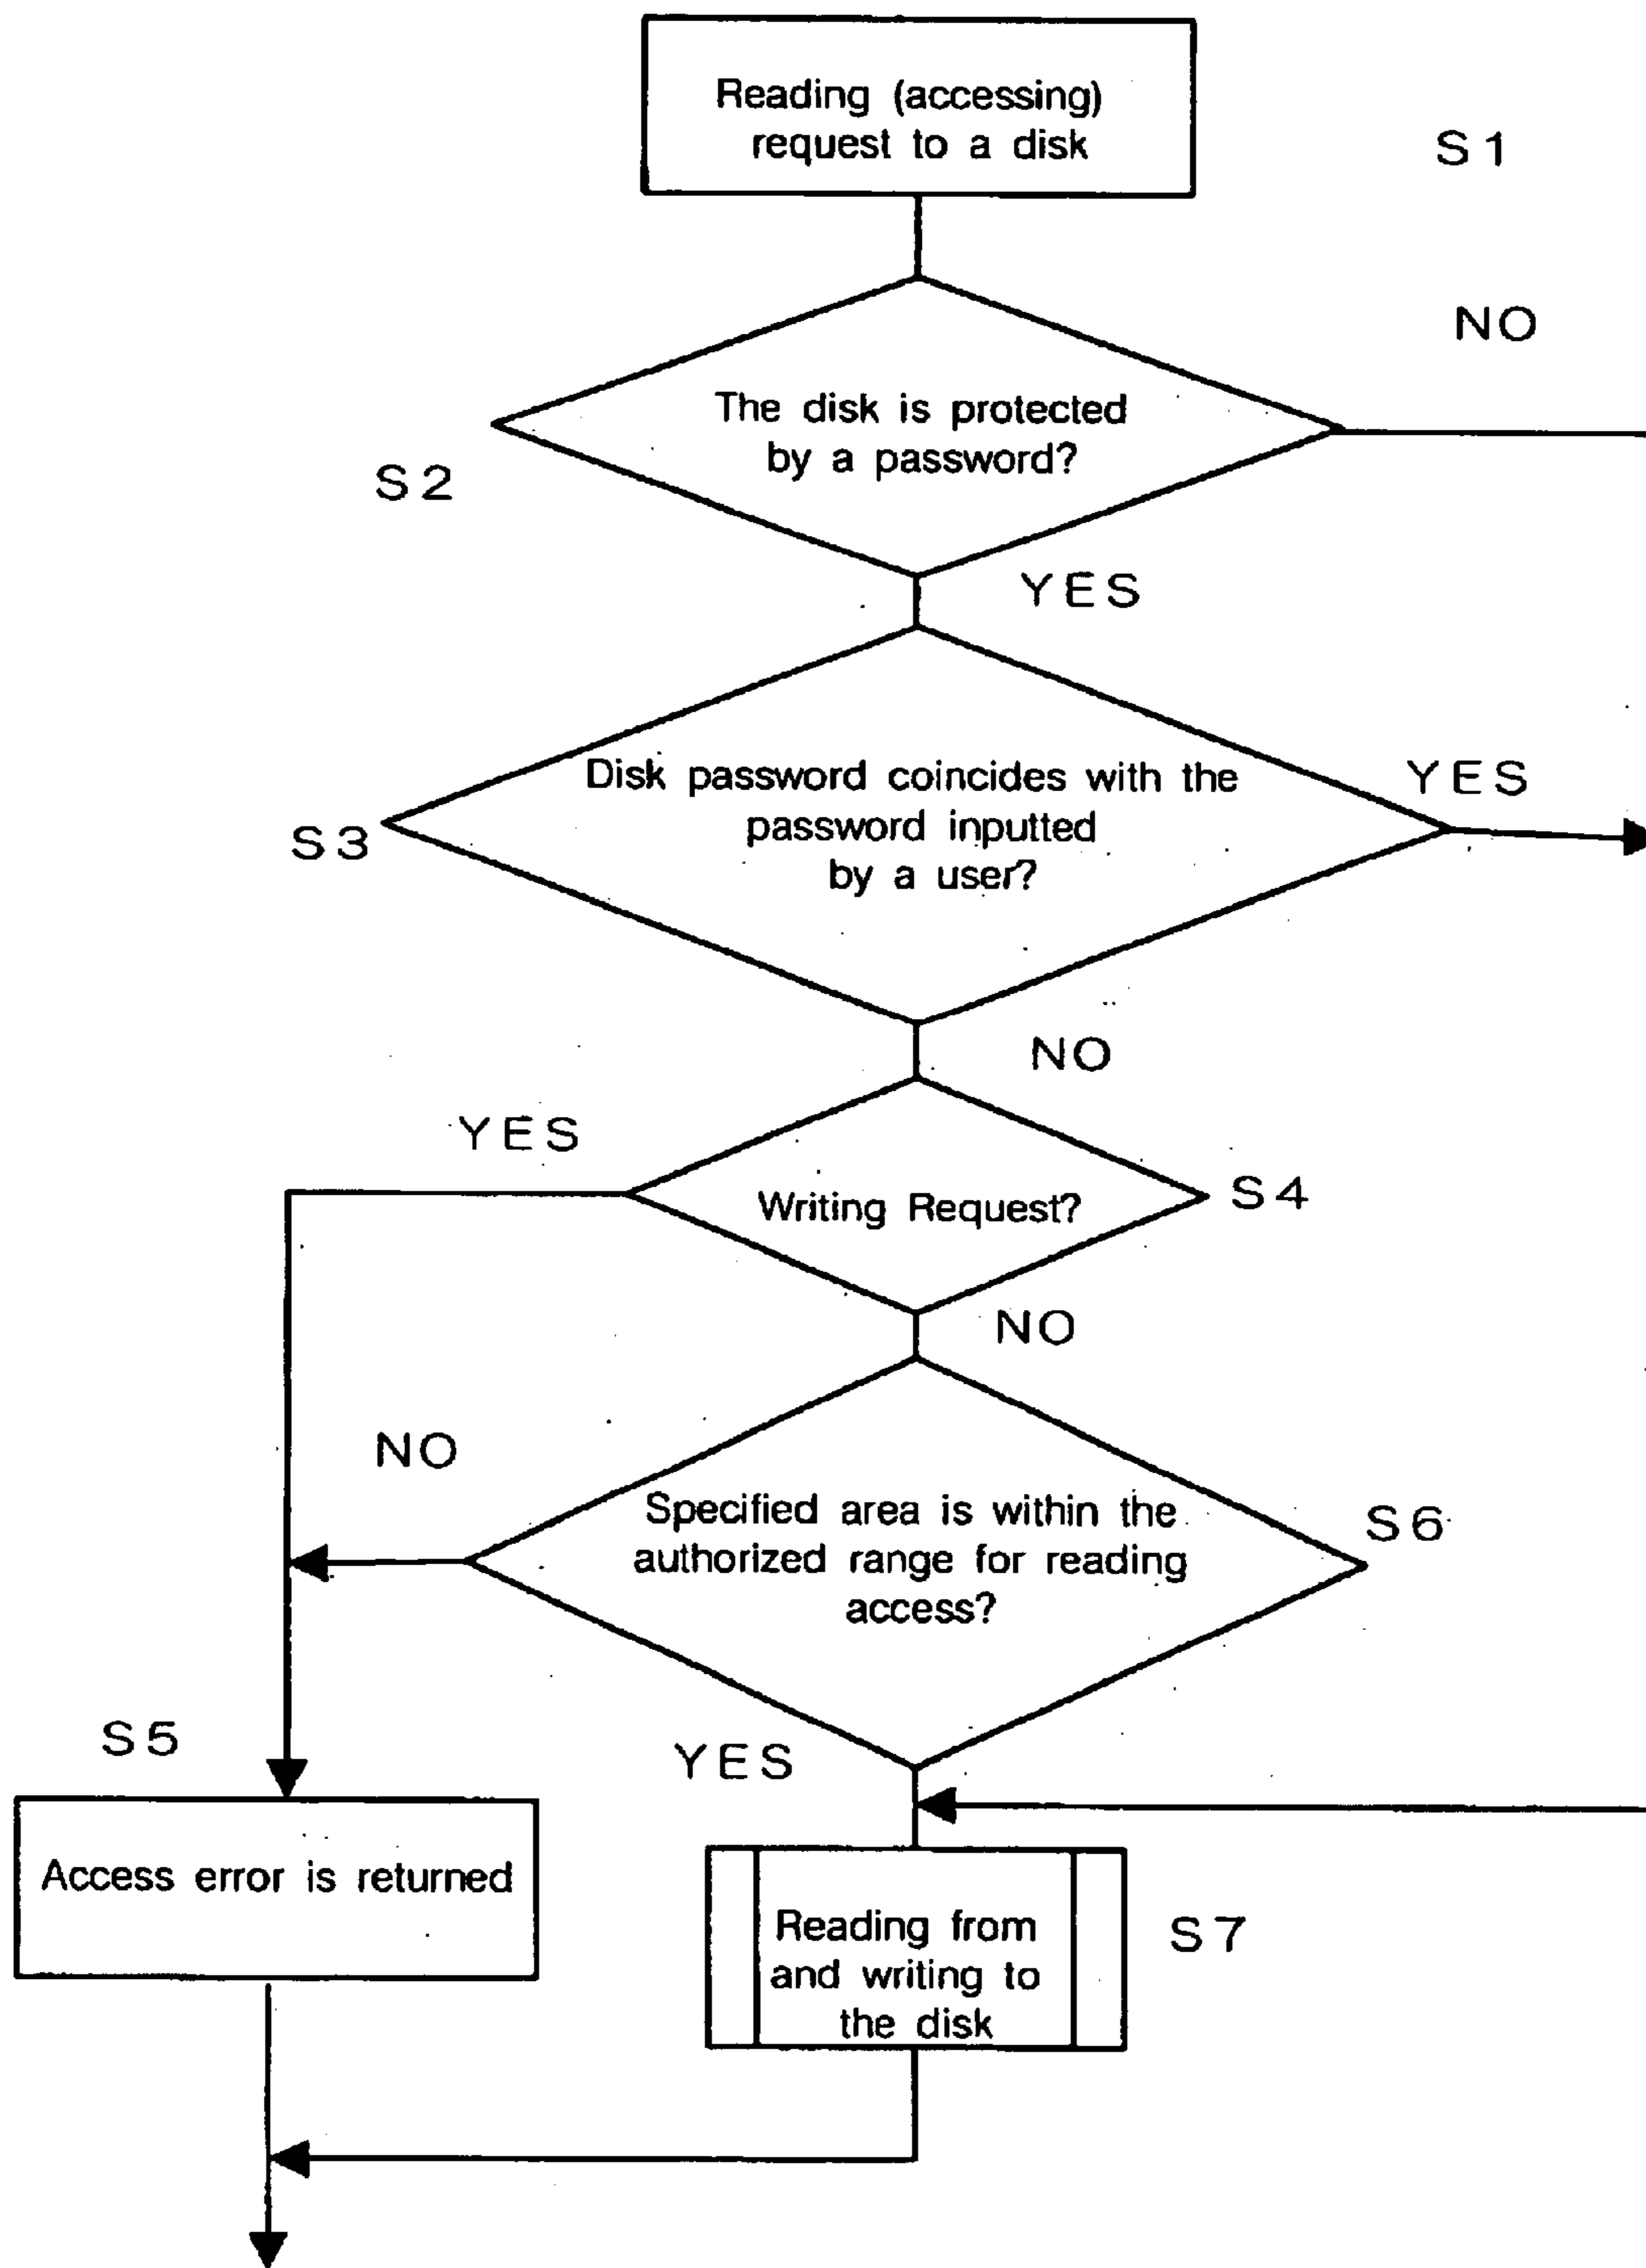 Reading (accessing)
request to a disk
S1
NO
The disk is protected
by a password?
S2
YES
Disk password coincides with the
password inputted
by a user?
YES
S3
NO
YES
Writing Request?
S4
NO
NO
Specified area is within the
authorized range for reading
access?
S6
S5
YES
Access error is returned
Reading from
and writing to
the disk
S7